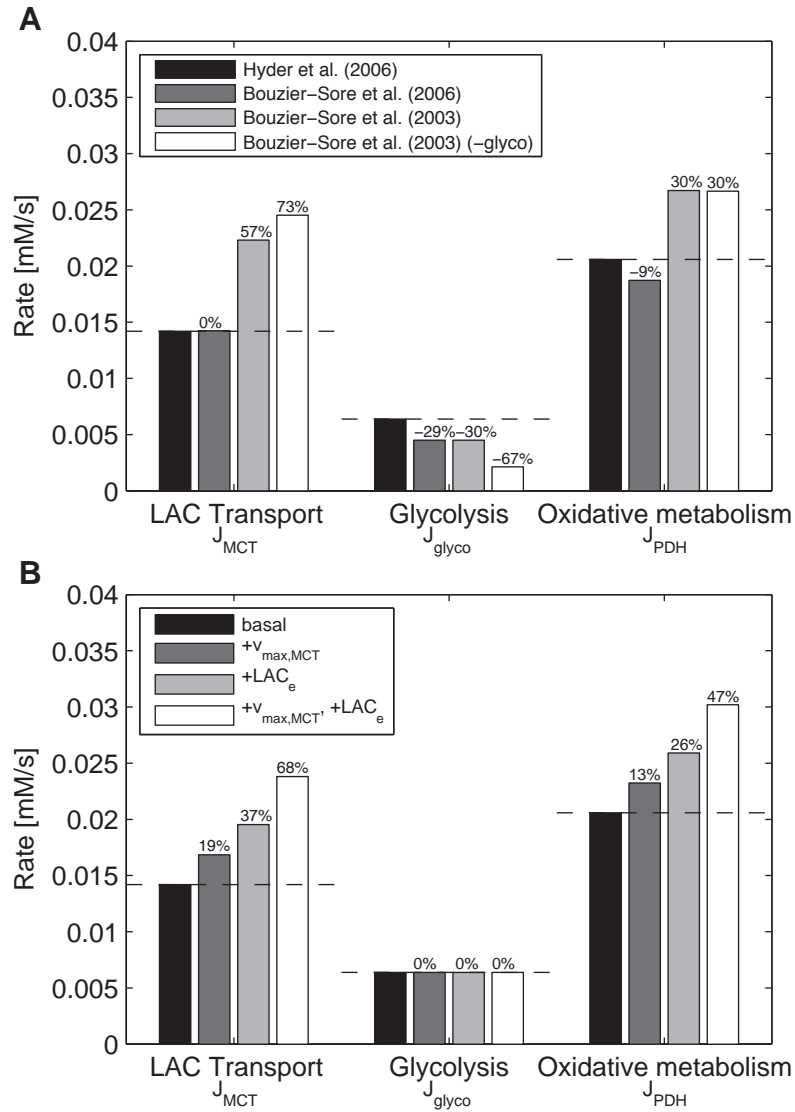 A
0.04
0.035
0.03
0.025
0.02
0.015
0.01
0.005
0
Rate [mM/s]
Hyder et al. (2006)
Bouzier−Sore et al. (2006)
Bouzier−Sore et al. (2003)
Bouzier−Sore et al. (2003) (−glyco)
0%
57%
73%
−29%
−30%
−67%
−9%
30%
30%
LAC Transport
J_MCT
Glycolysis
J_glyco
Oxidative metabolism
J_PDH
B
0.04
0.035
0.03
0.025
0.02
0.015
0.01
0.005
0
Rate [mM/s]
basal
+v_max,MCT
+LAC_e
+v_max,MCT, +LAC_e
19%
37%
68%
0%
0%
0%
13%
26%
47%
LAC Transport
J_MCT
Glycolysis
J_glyco
Oxidative metabolism
J_PDH